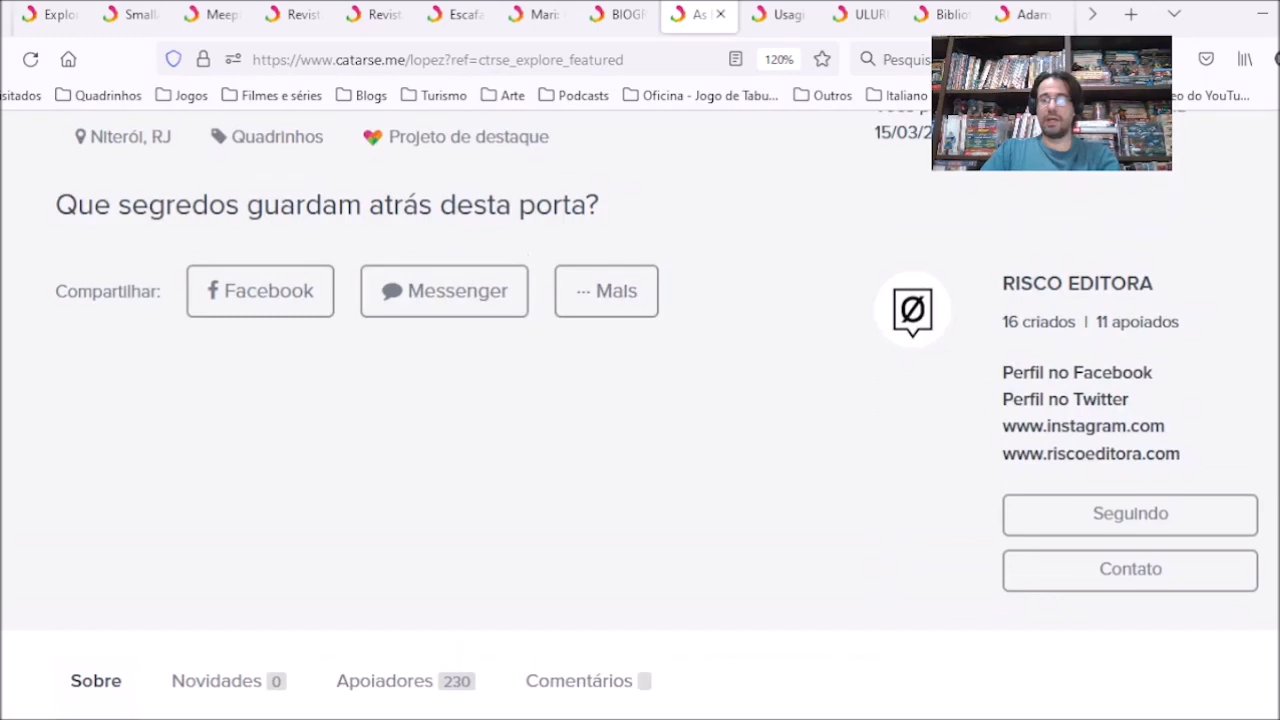 Explo
Small
Meep
Revist
Revist
Escafa
Mari:
BIOGR
As
Usag
ULUR
Bibliot
Adam
https://www.catarse.me/lopez?ref=ctrse_explore_featured
120%
Pesquis
sitados
Quadrinhos
Jogos
Filmes e séries
Blogs
Turismo
Arte
Podcasts
Oficina - Jogo de Tabu...
Outros
Italiano
eo do YouTu...
Niterói, RJ
Quadrinhos
Projeto de destaque
15/03/2
Que segredos guardam atrás desta porta?
Compartilhar:
Facebook
Messenger
··· Mais
RISCO EDITORA
16 criados | 11 apoiados
Perfil no Facebook
Perfil no Twitter
www.instagram.com
www.riscoeditora.com
Seguindo
Contato
Sobre
Novidades 0
Apoiadores 230
Comentários